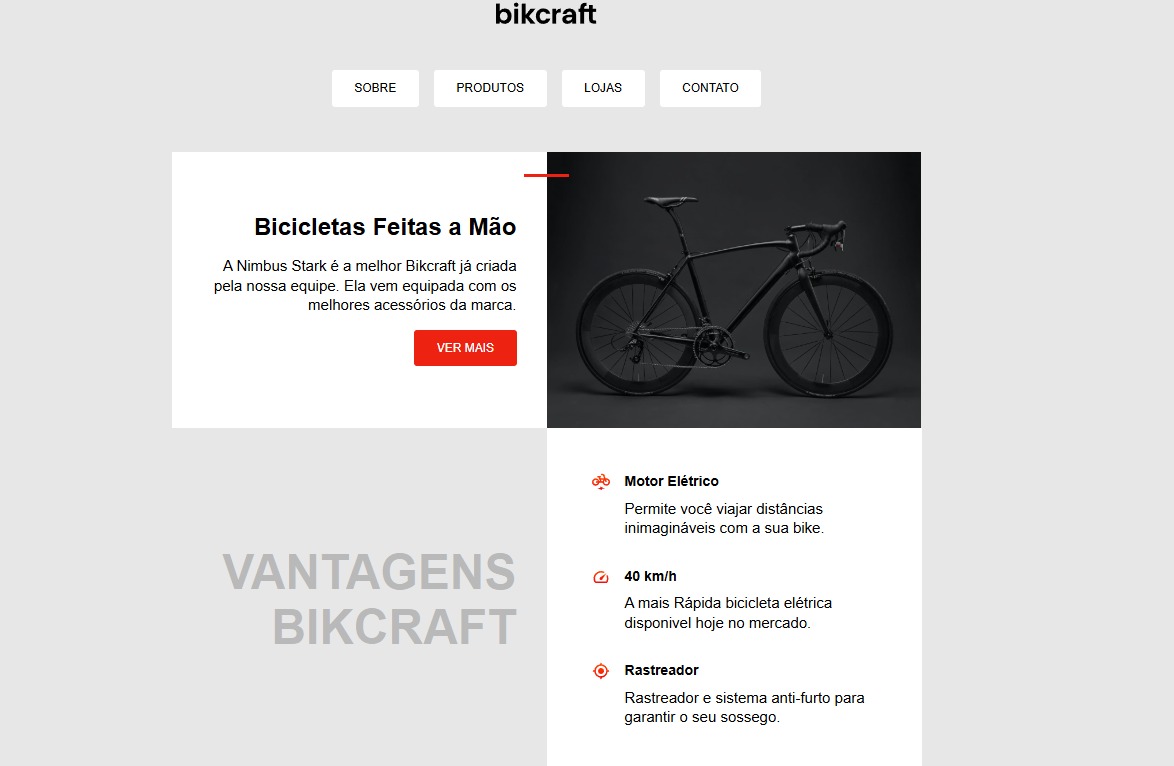 bikcraft
SOBRE
PRODUTOS
LOJAS
CONTATO
Bicicletas Feitas a Mão
A Nimbus Stark é a melhor Bikcraft já criada
pela nossa equipe. Ela vem equipada com os
melhores acessórios da marca.
VER MAIS
VANTAGENS
BIKCRAFT
Motor Elétrico
Permite você viajar distâncias
inimagináveis com a sua bike.
40 km/h
A mais Rápida bicicleta elétrica
disponivel hoje no mercado.
Rastreador
Rastreador e sistema anti-furto para
garantir o seu sossego.